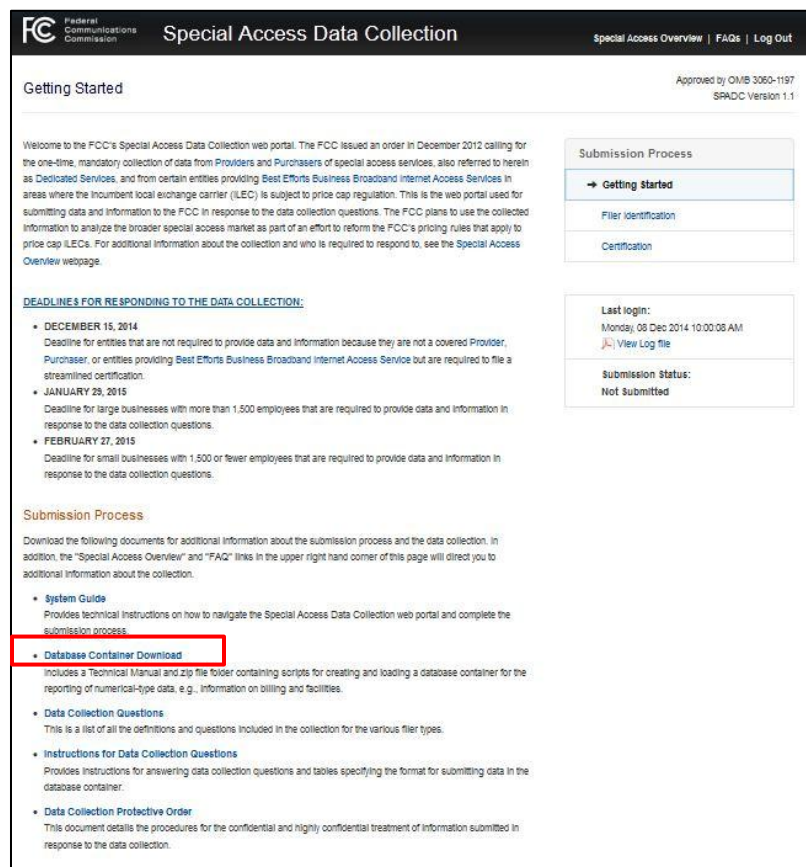 FC Federal Communications Commission
Special Access Data Collection
Special Access Overview | FAQs | Log Out
Getting Started
Approved by OMB 3060-1197
SPADC Version 1.1
Welcome to the FCC's Special Access Data Collection web portal. The FCC issued an order in December 2012 calling for
the one-time, mandatory collection of data from Providers and Purchasers of special access services, also referred to herein
as Dedicated Services, and from certain entities providing Best Efforts Business Broadband Internet Access Services in
areas where the incumbent local exchange carrier (ILEC) is subject to price cap regulation. This is the web portal used for
submitting data and information to the FCC in response to the data collection questions. The FCC plans to use the collected
information to analyze the broader special access market as part of an effort to reform the FCC's pricing rules that apply to
price cap ILECs. For additional information about the collection and who is required to respond to, see the Special Access
Overview webpage.
Submission Process
→ Getting Started
Filer Identification
Certification
DEADLINES FOR RESPONDING TO THE DATA COLLECTION:
• DECEMBER 15, 2014
Deadline for entities that are not required to provide data and information because they are not a covered Provider,
Purchaser, or entities providing Best Efforts Business Broadband Internet Access Service but are required to file a
streamlined certification.
• JANUARY 29, 2015
Deadline for large businesses with more than 1,500 employees that are required to provide data and information in
response to the data collection questions.
• FEBRUARY 27, 2015
Deadline for small businesses with 1,500 or fewer employees that are required to provide data and information in
response to the data collection questions.
Last login:
Monday, 08 Dec 2014 10:00:08 AM
View Log file
Submission Status:
Not Submitted
Submission Process
Download the following documents for additional information about the submission process and the data collection. In
addition, the "Special Access Overview" and "FAQ" links in the upper right hand corner of this page will direct you to
additional information about the collection.
• System Guide
Provides technical instructions on how to navigate the Special Access Data Collection web portal and complete the
submission process.
• Database Container Download
Includes a Technical Manual and.zip file folder containing scripts for creating and loading a database container for the
reporting of numerical-type data, e.g., information on billing and facilities.
• Data Collection Questions
This is a list of all the definitions and questions included in the collection for the various filer types.
• Instructions for Data Collection Questions
Provides instructions for answering data collection questions and tables specifying the format for submitting data in the
database container.
• Data Collection Protective Order
This document details the procedures for the confidential and highly confidential treatment of information submitted in
response to the data collection.